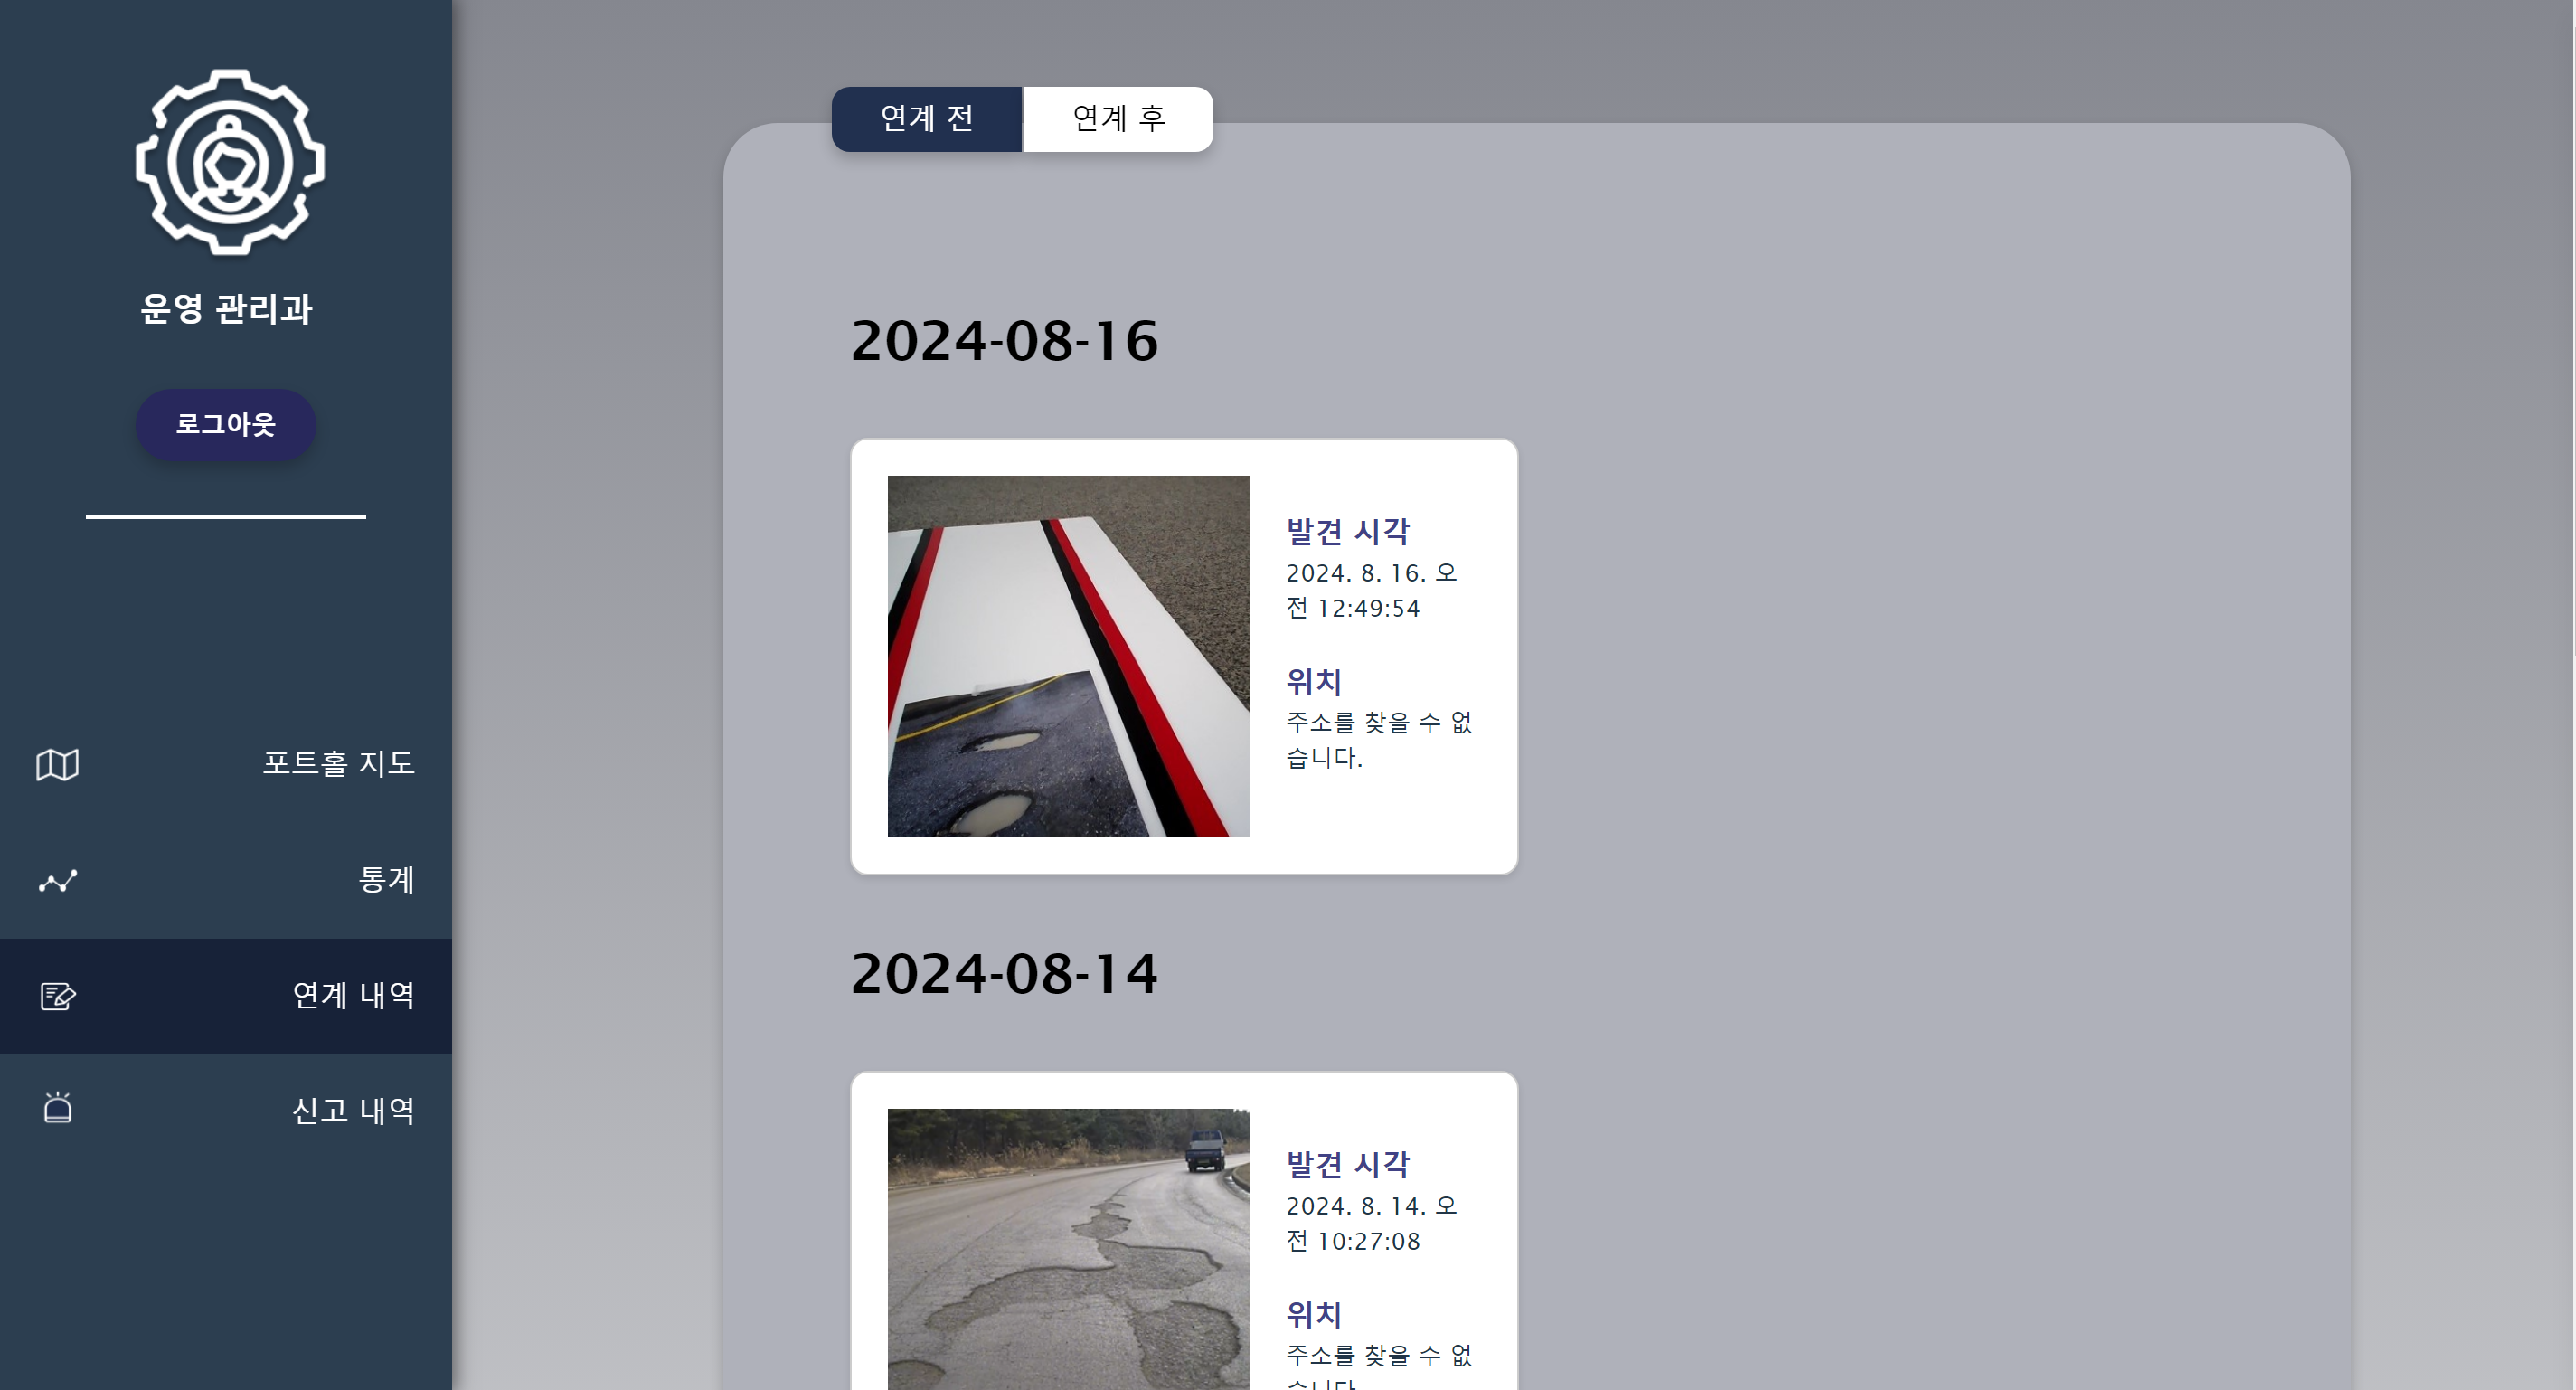 운영 관리과
로그아웃
포트홀 지도
통계
연계 내역
신고 내역
연계 전
연계 후
2024-08-16
발견 시각
2024. 8. 16. 오
전 12:49:54
위치
주소를 찾을 수 없
습니다.
2024-08-14
발견 시각
2024. 8. 14. 오
전 10:27:08
위치
주소를 찾을 수 없
습니다.